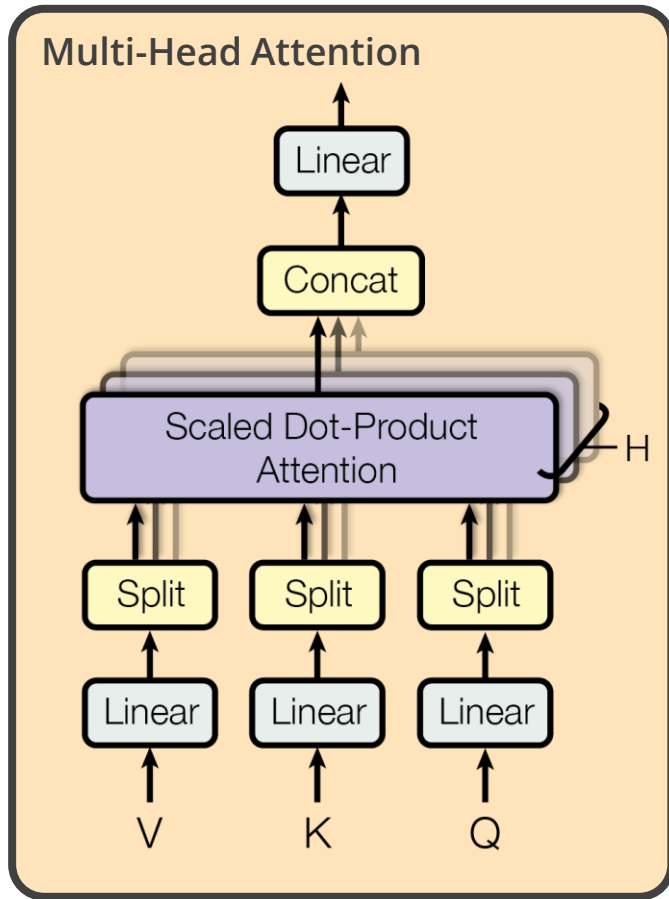 Multi-Head Attention
Linear
Concat
Scaled Dot-Product
Attention
H
Split Split Split
Linear Linear Linear
V K Q